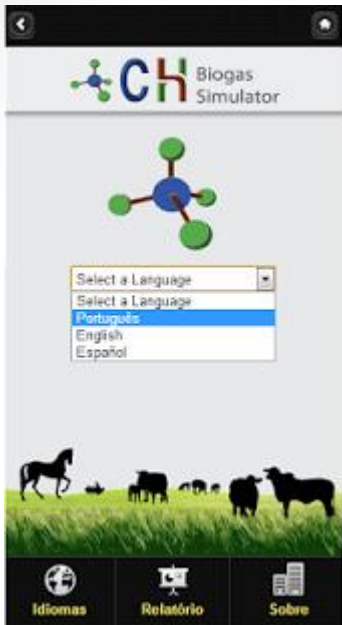 CH Biogas
Simulator
Select a Language
Select a Language
Português
English
Español
Idiomas Relatório Sobre